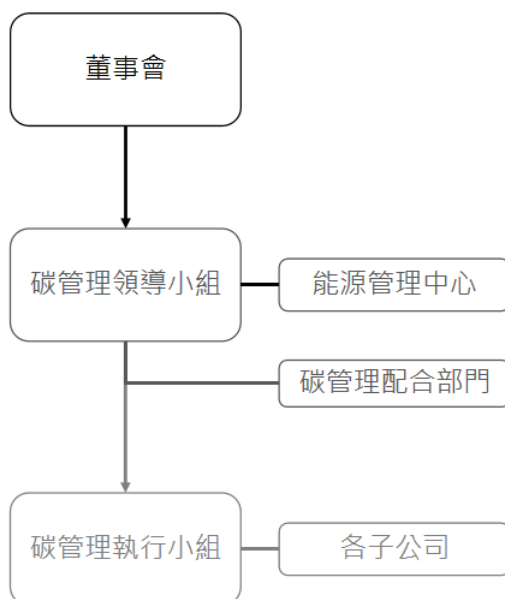 董事會
碳管理領導小組
能源管理中心
碳管理配合部門
碳管理執行小組
各子公司